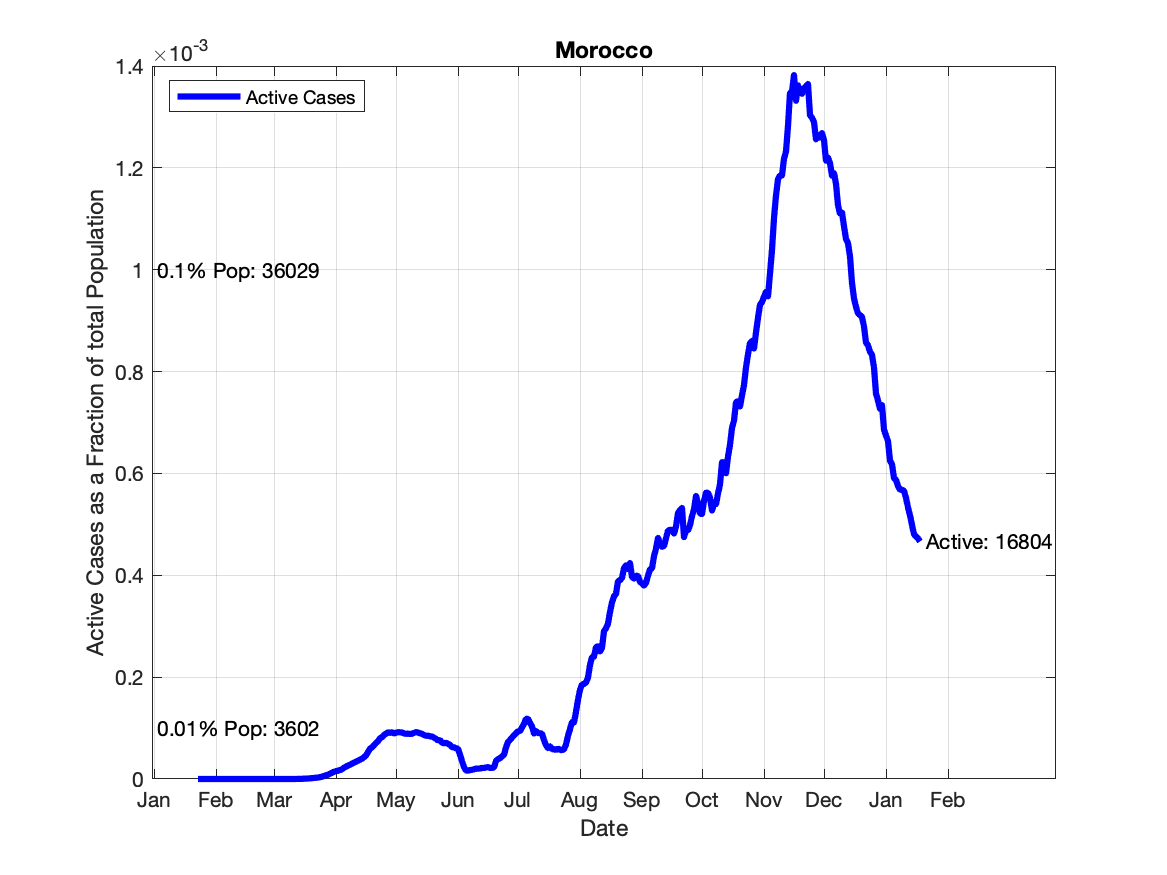 Morocco
×10-3
1.4
1.2
1
0.8
0.6
0.4
0.2
0
Active Cases
0.1% Pop: 36029
0.01% Pop: 3602
Active: 16804
Active Cases as a Fraction of total Population
Jan Feb Mar Apr May Jun Jul Aug Sep Oct Nov Dec Jan Feb
Date